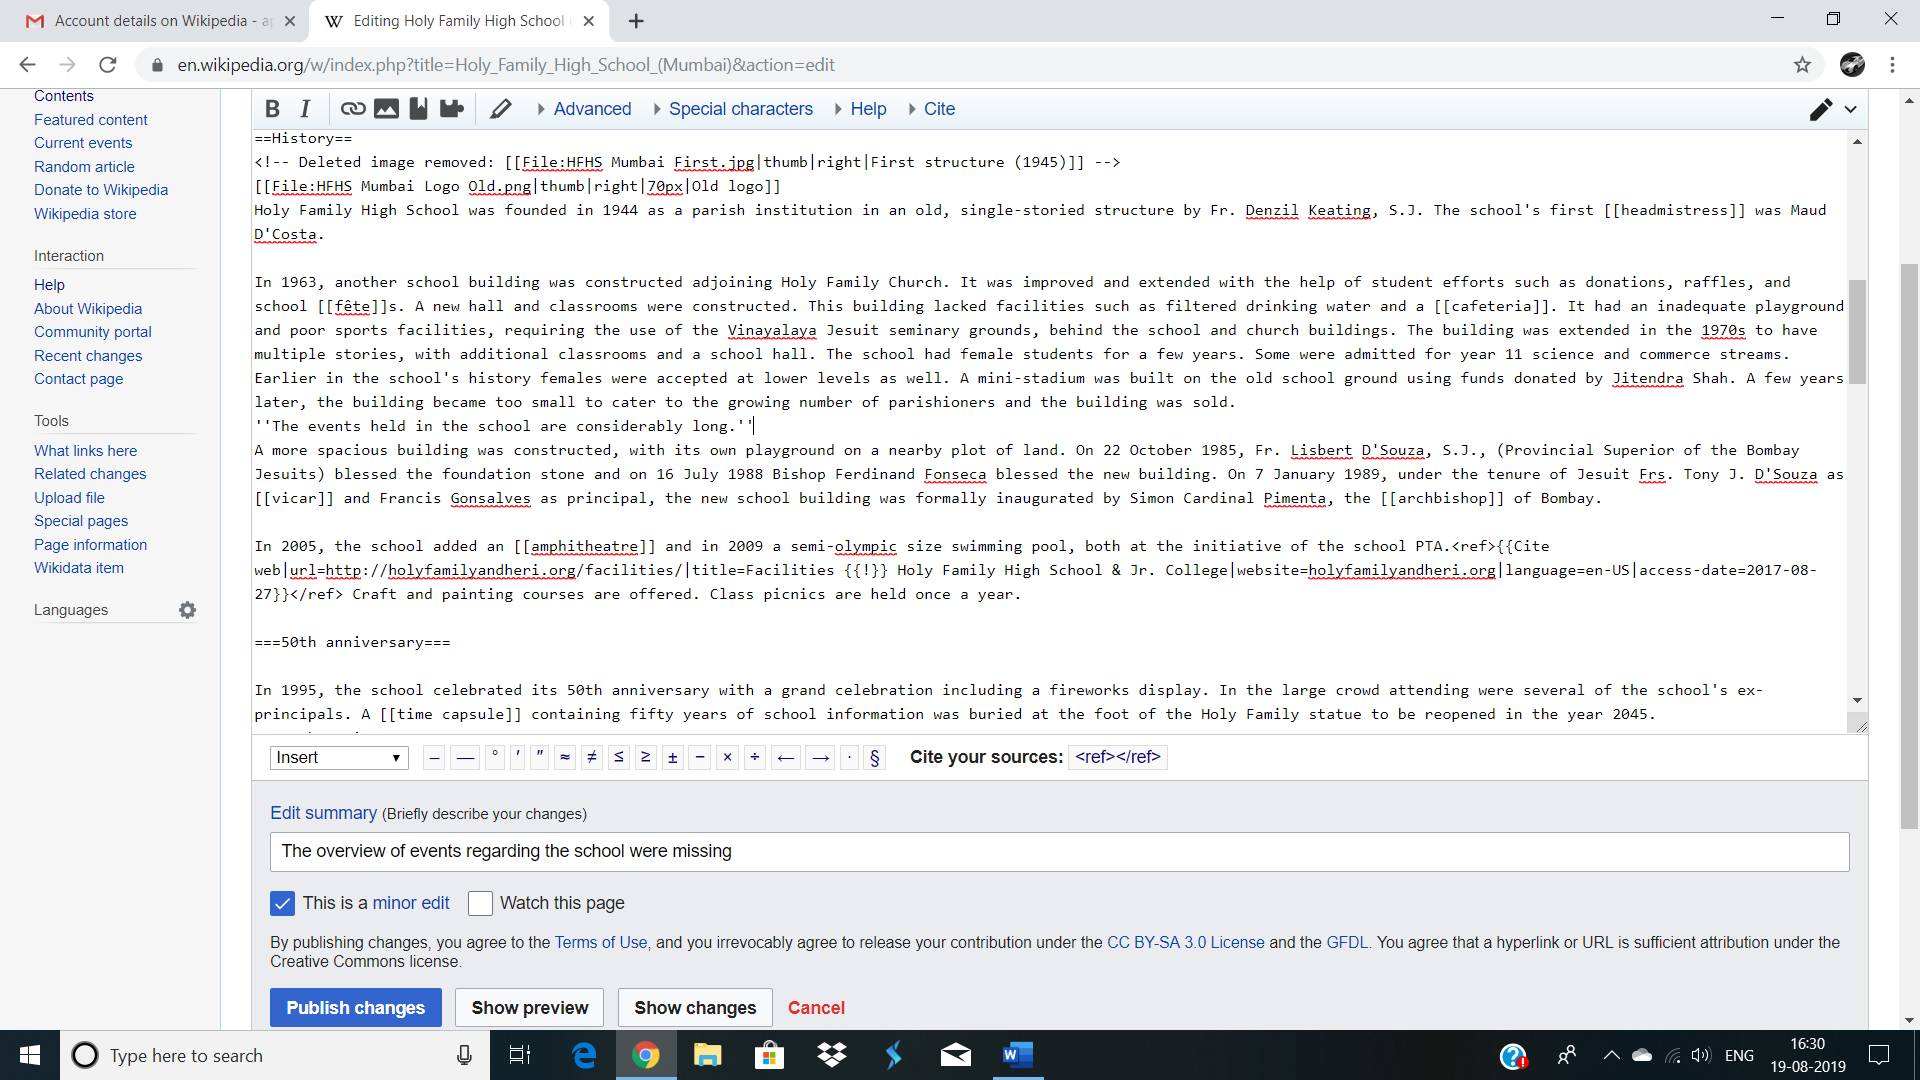 Account details on Wikipedia - a
Editing Holy Family High School
en.wikipedia.org/w/index.php?title=Holy_Family_High_School_(Mumbai)&action=edit
Contents
Featured content
Current events
Random article
Donate to Wikipedia
Wikipedia store
Interaction
Help
About Wikipedia
Community portal
Recent changes
Contact page
Tools
What links here
Related changes
Upload file
Special pages
Page information
Wikidata item
Languages
B I Advanced Special characters Help Cite
==History==
<!-- Deleted image removed: [[File:HFHS Mumbai First.jpg|thumb|right|First structure (1945)]] -->
[[File:HFHS Mumbai Logo Old.png|thumb|right|70px|Old logo]]
Holy Family High School was founded in 1944 as a parish institution in an old, single-storied structure by Fr. Denzil Keating, S.J. The school's first [[headmistress]] was Maud
D'Costa.
In 1963, another school building was constructed adjoining Holy Family Church. It was improved and extended with the help of student efforts such as donations, raffles, and
school [[fête]]s. A new hall and classrooms were constructed. This building lacked facilities such as filtered drinking water and a [[cafeteria]]. It had an inadequate playground
and poor sports facilities, requiring the use of the Vinayalaya Jesuit seminary grounds, behind the school and church buildings. The building was extended in the 1970s to have
multiple stories, with additional classrooms and a school hall. The school had female students for a few years. Some were admitted for year 11 science and commerce streams.
Earlier in the school's history females were accepted at lower levels as well. A mini-stadium was built on the old school ground using funds donated by Jitendra Shah. A few years
later, the building became too small to cater to the growing number of parishioners and the building was sold.
''The events held in the school are considerably long.''
A more spacious building was constructed, with its own playground on a nearby plot of land. On 22 October 1985, Fr. Lisbert D'Souza, S.J., (Provincial Superior of the Bombay
Jesuits) blessed the foundation stone and on 16 July 1988 Bishop Ferdinand Fonseca blessed the new building. On 7 January 1989, under the tenure of Jesuit Frs. Tony J. D'Souza as
[[vicar]] and Francis Gonsalves as principal, the new school building was formally inaugurated by Simon Cardinal Pimenta, the [[archbishop]] of Bombay.
In 2005, the school added an [[amphitheatre]] and in 2009 a semi-olympic size swimming pool, both at the initiative of the school PTA.<ref>{{Cite
web|url=http://holyfamilyandheri.org/facilities/|title=Facilities {{!}} Holy Family High School & Jr. College|website=holyfamilyandheri.org|language=en-US|access-date=2017-08-
27}}</ref> Craft and painting courses are offered. Class picnics are held once a year.
===50th anniversary===
In 1995, the school celebrated its 50th anniversary with a grand celebration including a fireworks display. In the large crowd attending were several of the school's ex-
principals. A [[time capsule]] containing fifty years of school information was buried at the foot of the Holy Family statue to be reopened in the year 2045.
Insert – — ° ′ ″ ≈ ≠ ≤ ≥ ± − × ÷ ← → · § Cite your sources: <ref></ref>
Edit summary (Briefly describe your changes)
The overview of events regarding the school were missing
This is a minor edit Watch this page
By publishing changes, you agree to the Terms of Use, and you irrevocably agree to release your contribution under the CC BY-SA 3.0 License and the GFDL. You agree that a hyperlink or URL is sufficient attribution under the
Creative Commons license.
Publish changes Show preview Show changes Cancel
Type here to search
ENG
16:30
19-08-2019